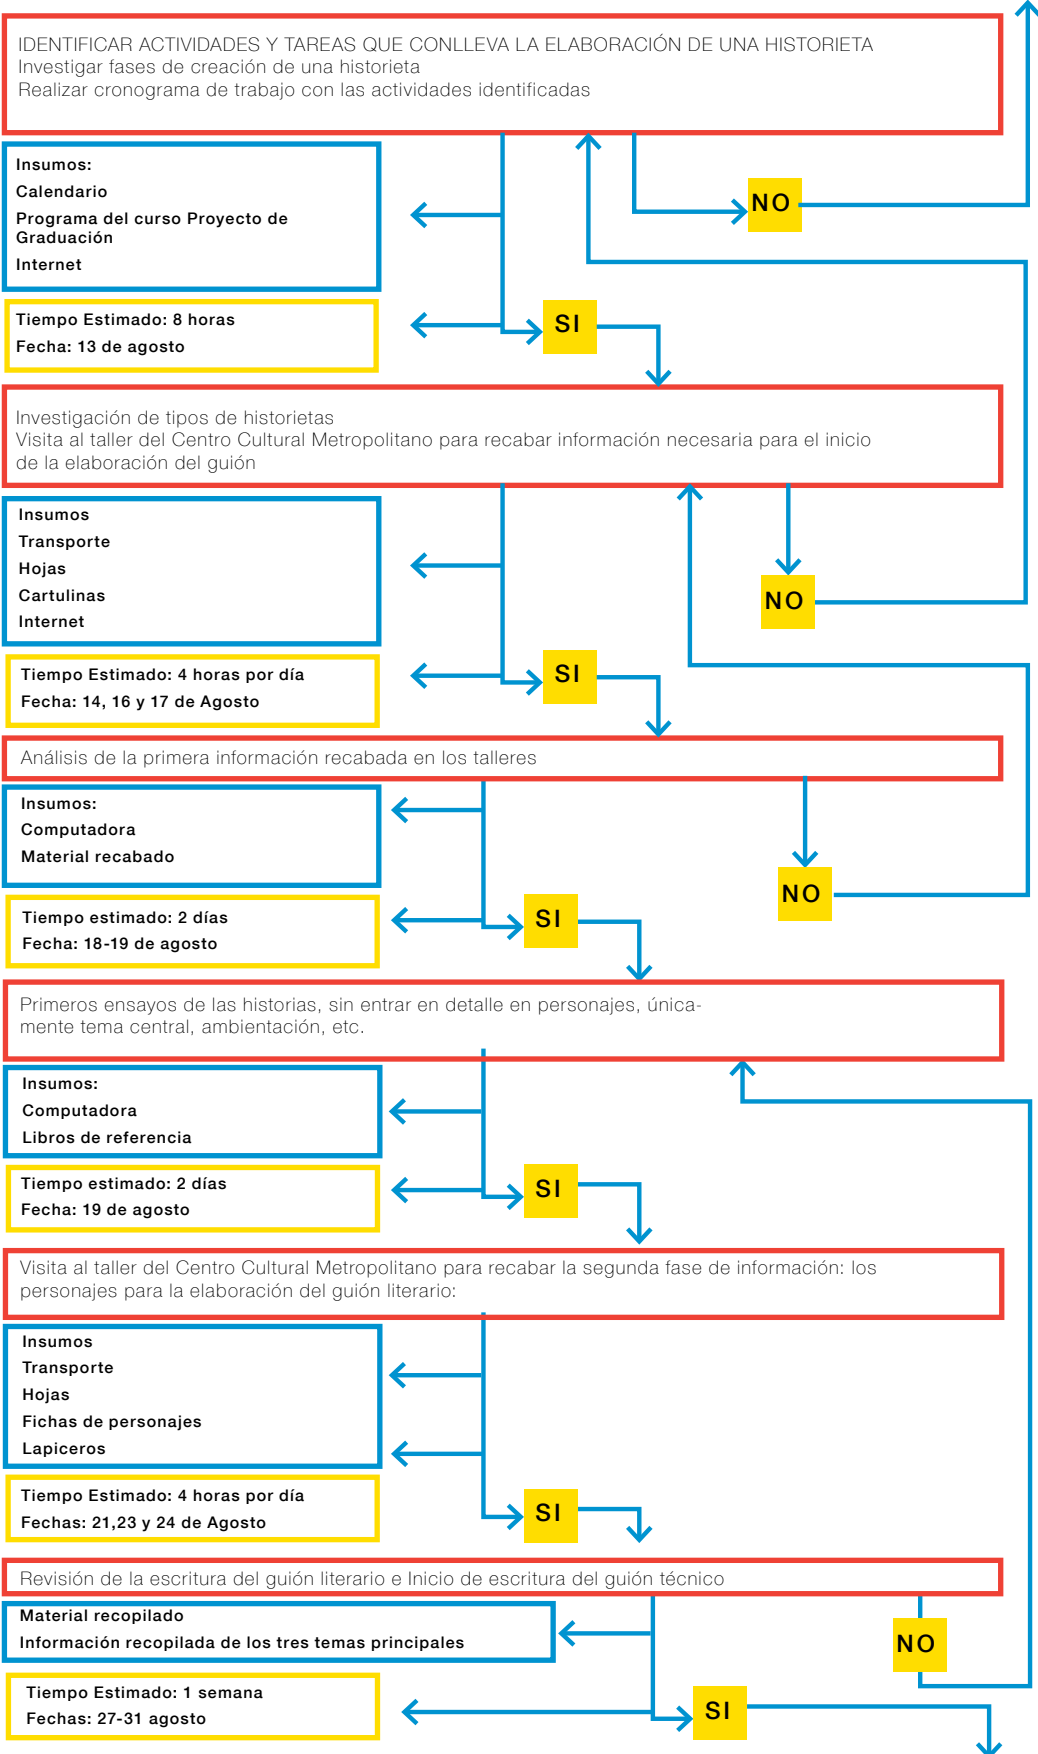 IDENTIFICAR ACTIVIDADES Y TAREAS QUE CONLLEVA LA ELABORACIÓN DE UNA HISTORIETA
Investigar fases de creación de una historieta
Realizar cronograma de trabajo con las actividades identificadas
Insumos:
Calendario
Programa del curso Proyecto de
Graduación
Internet
NO
Tiempo Estimado: 8 horas
Fecha: 13 de agosto
SI
Investigación de tipos de historietas
Visita al taller del Centro Cultural Metropolitano para recabar información necesaria para el inicio
de la elaboración del guión
Insumos
Transporte
Hojas
Cartulinas
Internet
NO
Tiempo Estimado: 4 horas por día
Fecha: 14, 16 y 17 de Agosto
SI
Análisis de la primera información recabada en los talleres
Insumos:
Computadora
Material recabado
NO
Tiempo estimado: 2 días
Fecha: 18-19 de agosto
SI
Primeros ensayos de las historias, sin entrar en detalle en personajes, única-
mente tema central, ambientación, etc.
Insumos:
Computadora
Libros de referencia
Tiempo estimado: 2 días
Fecha: 19 de agosto
SI
Visita al taller del Centro Cultural Metropolitano para recabar la segunda fase de información: los
personajes para la elaboración del guión literario:
Insumos
Transporte
Hojas
Fichas de personajes
Lapiceros
Tiempo Estimado: 4 horas por día
Fechas: 21,23 y 24 de Agosto
SI
Revisión de la escritura del guión literario e Inicio de escritura del guión técnico
Material recopilado
Información recopilada de los tres temas principales
NO
Tiempo Estimado: 1 semana
Fechas: 27-31 agosto
SI